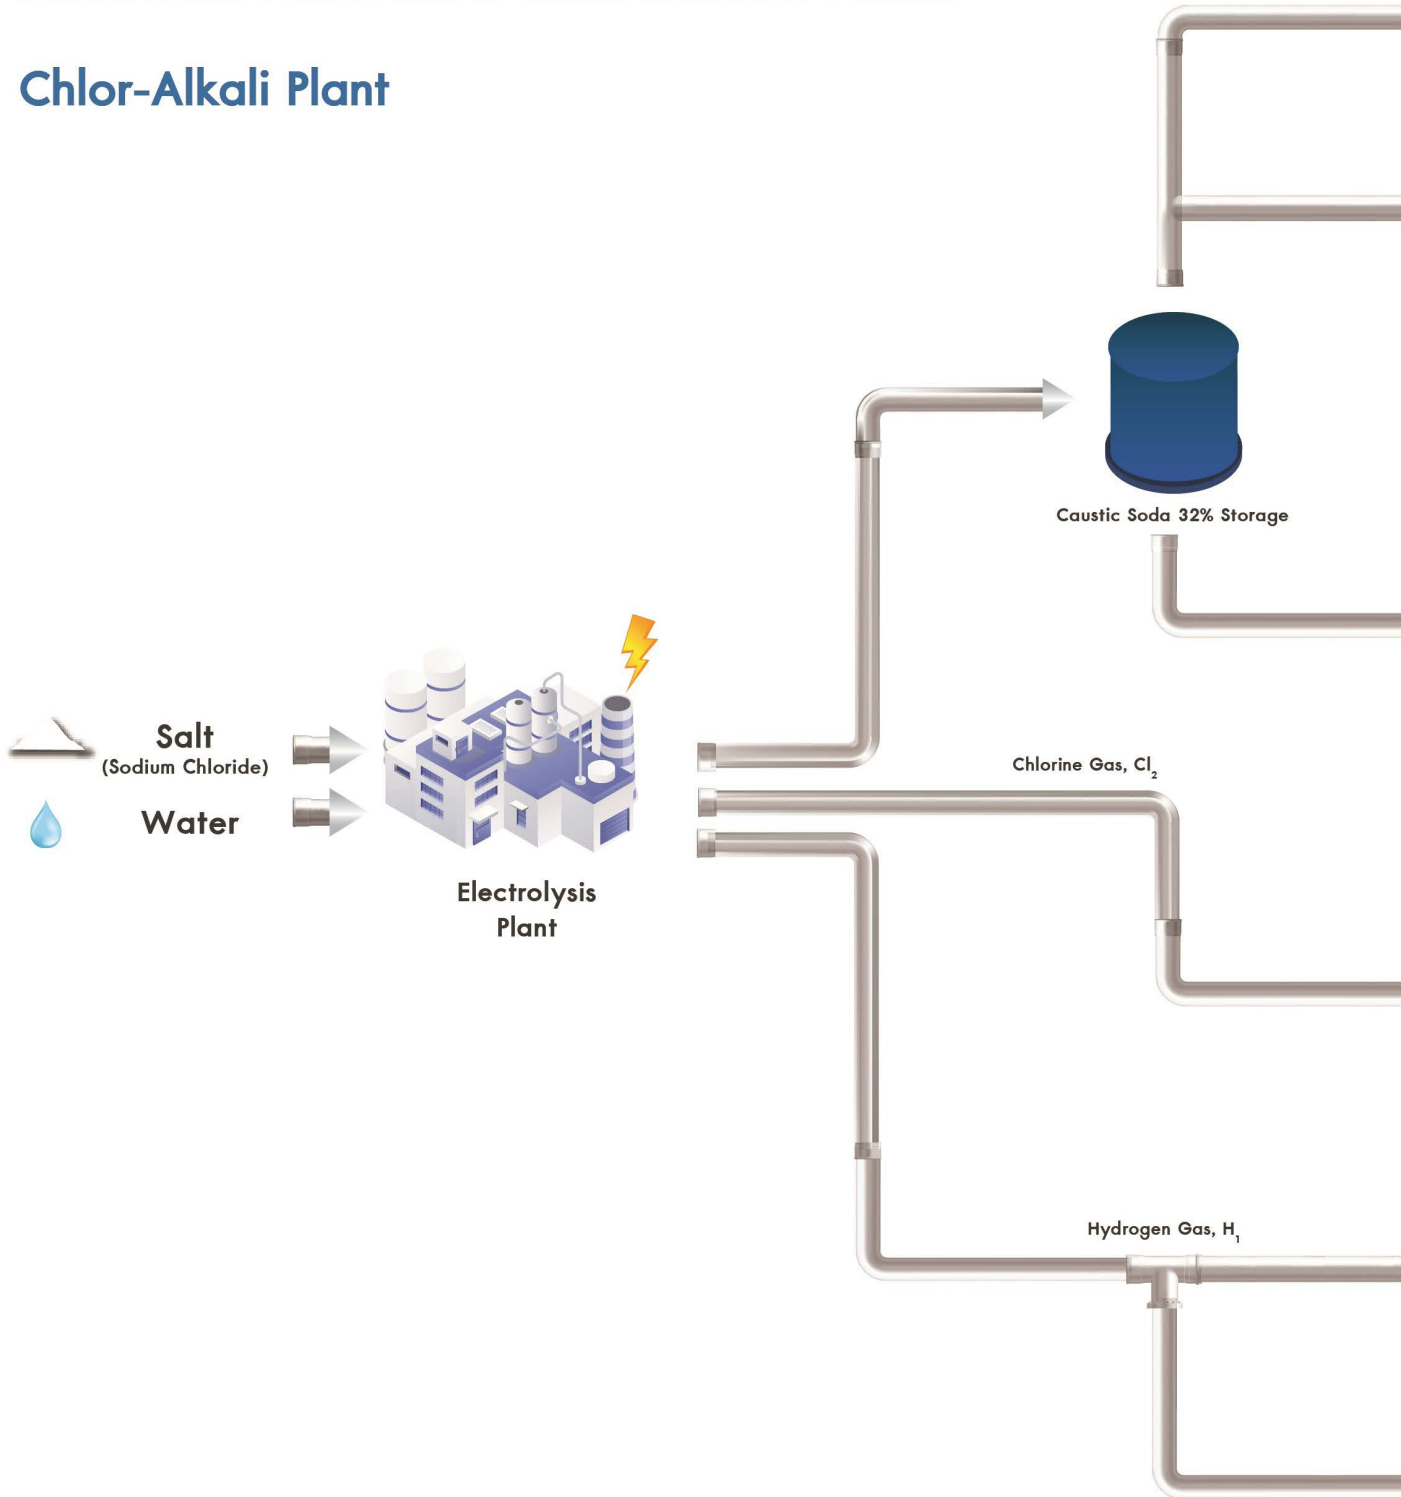 Chlor-Alkali Plant
Caustic Soda 32% Storage
Salt
(Sodium Chloride)
Water
Electrolysis
Plant
Chlorine Gas, Cl₂
Hydrogen Gas, H₁